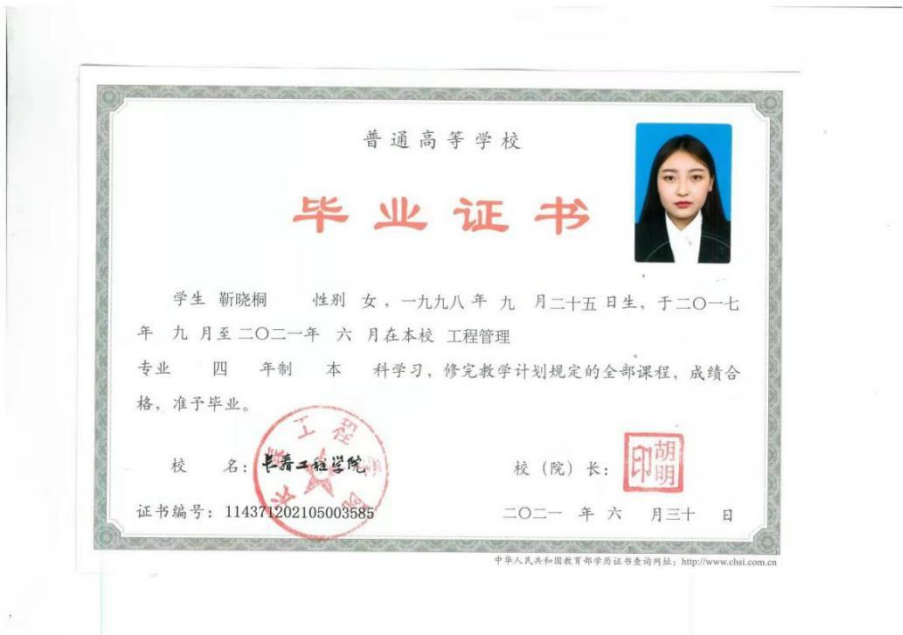 普通高等学校
毕业证书
学生 靳晓桐 性别 女，一九九八年 九 月二十五日生，于二〇一七
年 九 月至二〇二一年 六 月在本校 工程管理
专业 四 年制 本 科学习，修完教学计划规定的全部课程，成绩合
格，准予毕业。
校 名：长春工程学院
校（院）长：胡明印
证书编号：114371202105003585
二〇二一 年 六 月三十 日
中华人民共和国教育部学历证书查询网址：http://www.chsi.com.cn